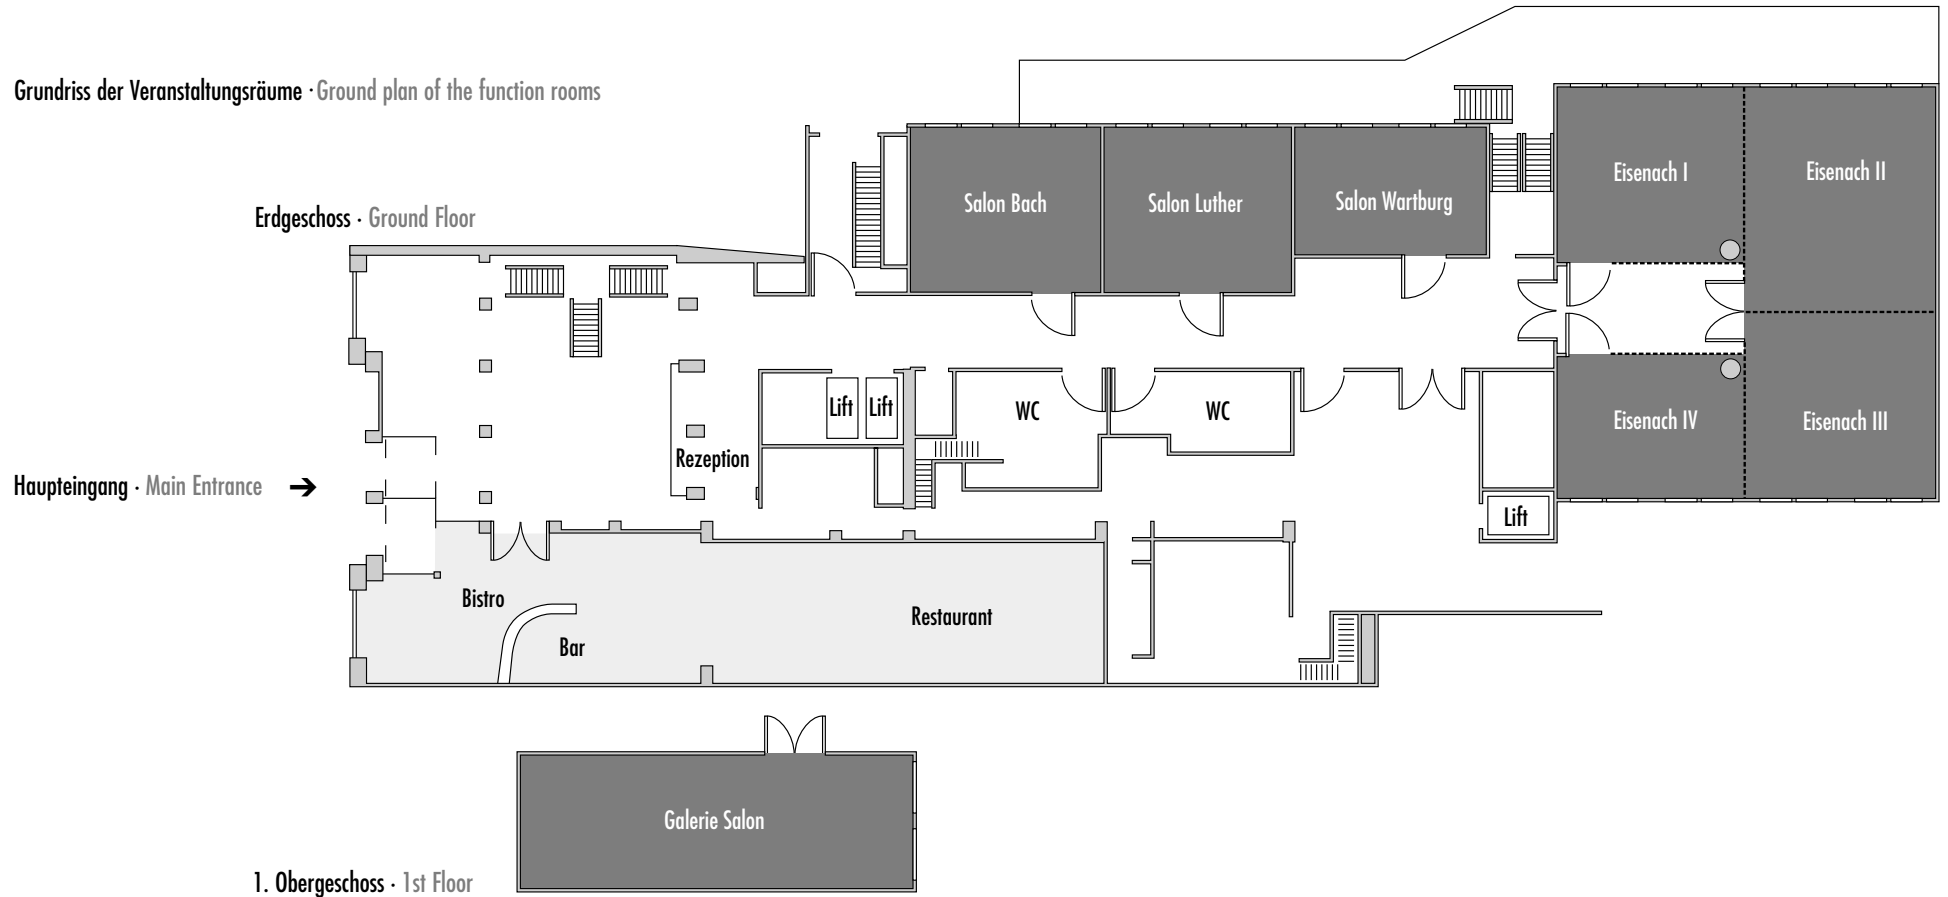 Grundriss der Veranstaltungsräume · Ground plan of the function rooms
Erdgeschoss · Ground Floor
Salon Bach
Salon Luther
Salon Wartburg
Eisenach I
Eisenach II
Lift
Lift
WC
WC
Eisenach IV
Eisenach III
Rezeption
Haupteingang · Main Entrance ➔
Lift
Bistro
Bar
Restaurant
Galerie Salon
1. Obergeschoss · 1st Floor